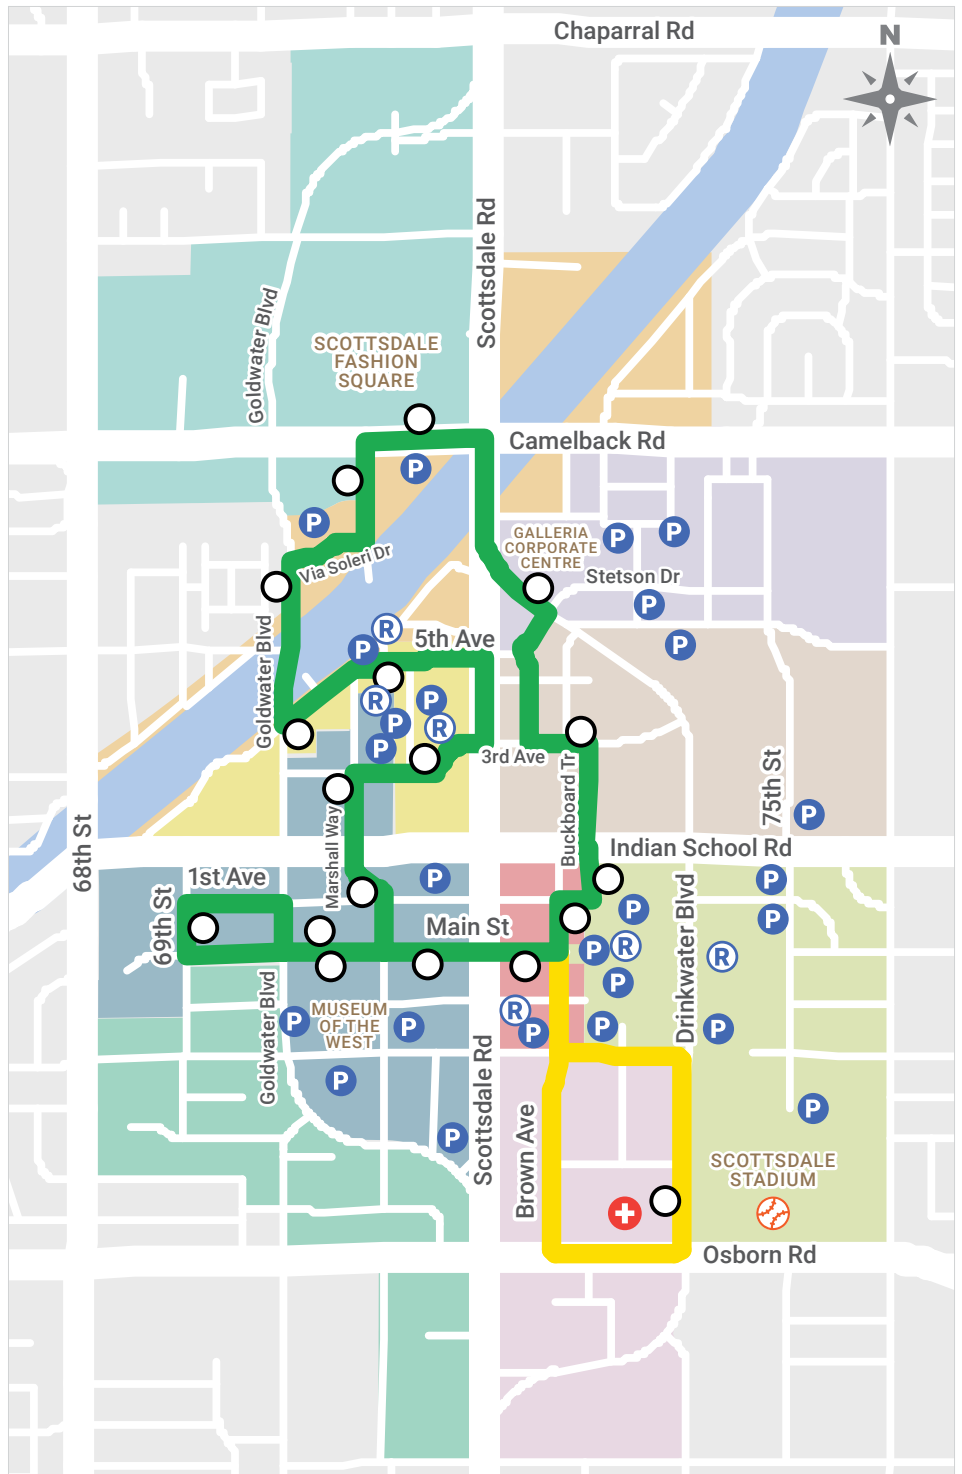 Chaparral Rd
N
Scottsdale Rd
Goldwater Blvd
SCOTTSDALE
FASHION
SQUARE
Camelback Rd
P
P
GALLERIA
CORPORATE
CENTRE
P
P
Via Soleri Dr
Stetson Dr
P
R
5th Ave
P
P
Goldwater Blvd
R
P
P
R
P
3rd Ave
Buckboard Tr
75th St
P
Marshall Way
68th St
Indian School Rd
1st Ave
P
P
69th St
Main St
P
P
Drinkwater Blvd
P
R
R
P
Goldwater Blvd
MUSEUM
OF THE
WEST
P
P
R
P
P
P
Scottsdale Rd
P
P
P
Brown Ave
SCOTTSDALE
STADIUM
Osborn Rd